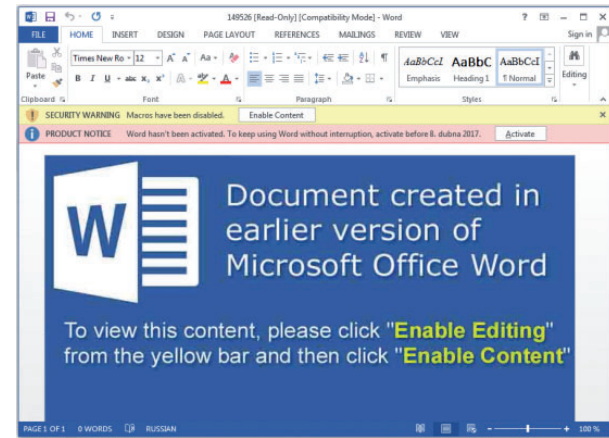 149526 [Read-Only] [Compatibility Mode] - Word
FILE HOME INSERT DESIGN PAGE LAYOUT REFERENCES MAILINGS REVIEW VIEW Sign in
Times New Ro 12 A A Aa
AaBbCcI AaBbC AaBbCcI
Paste B I U abc x, x² A A Emphasis Heading 1 ¶ Normal Editing
Clipboard Font Paragraph Styles
SECURITY WARNING Macros have been disabled. Enable Content
PRODUCT NOTICE Word hasn't been activated. To keep using Word without interruption, activate before 8. dubna 2017. Activate
W
Document created in
earlier version of
Microsoft Office Word
To view this content, please click "Enable Editing"
from the yellow bar and then click "Enable Content"
PAGE 1 OF 1 0 WORDS RUSSIAN 100 %